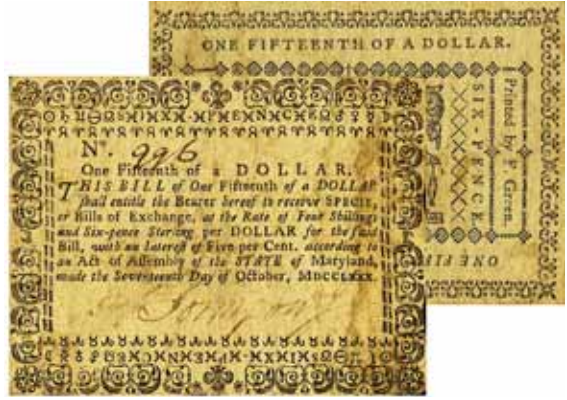 ONE FIFTEENTH OF A DOLLAR.
Printed by F. Green.
SIX-PENCE
ONE
Nº. 996
One Fifteenth of a DOLLAR.
THIS BILL of One Fifteenth of a DOLLAR
shall entitle the Bearer hereof to receive SPECIE,
or Bills of Exchange, at the Rate of Four Shillings
and Six-pence Sterling per DOLLAR for the said
Bill, with an Interest of Five per Cent. according to
an Act of Assembly of the STATE of Maryland,
made the Seventeenth Day of October, MDCCLXXX.